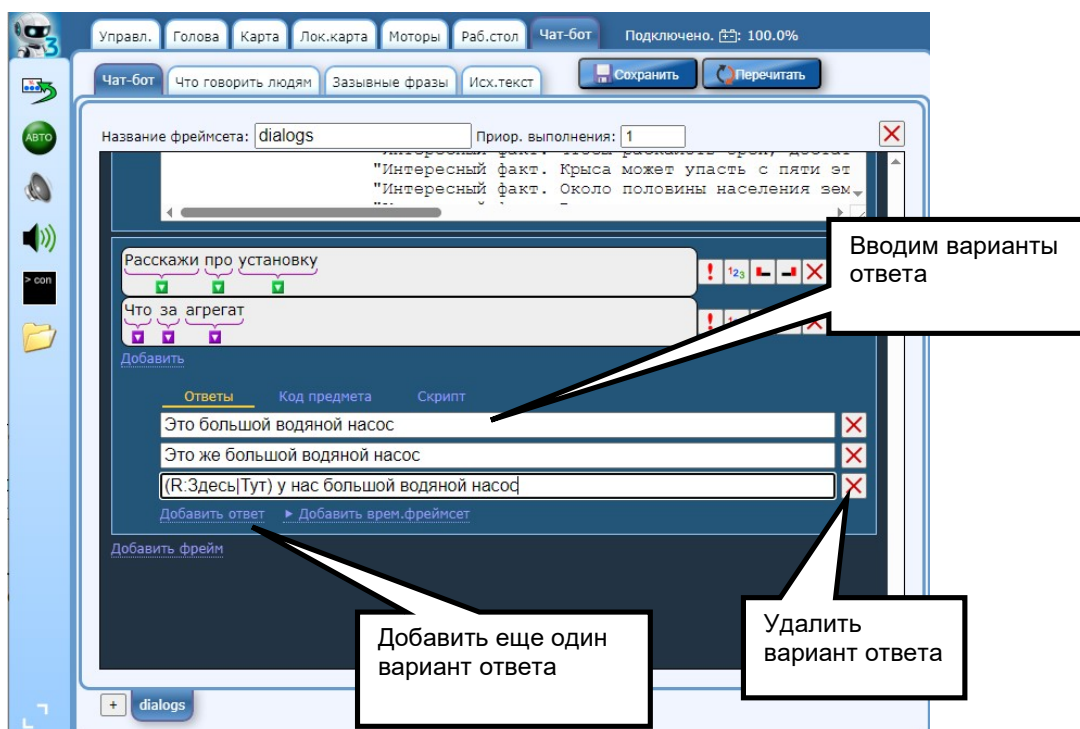 3
Управл. Голова Карта Лок.карта Моторы Раб.стол Чат-бот Подключено. : 100.0%
Чат-бот Что говорить людям Зазывные фразы Исх.текст Сохранить Перечитать
АВТО
Название фреймсета: dialogs Приор. выполнения: 1
"Интересный факт. Крыса может упасть с пяти эт
"Интересный факт. Около половины населения зем
> con
Вводим варианты
ответа
Расскажи про установку
123
Что за агрегат
Добавить
Ответы Код предмета Скрипт
Это большой водяной насос
Это же большой водяной насос
(R:Здесь|Тут) у нас большой водяной насос
Добавить ответ ▸ Добавить врем.фреймсет
Добавить фрейм
Добавить еще один
вариант ответа
Удалить
вариант ответа
+ dialogs